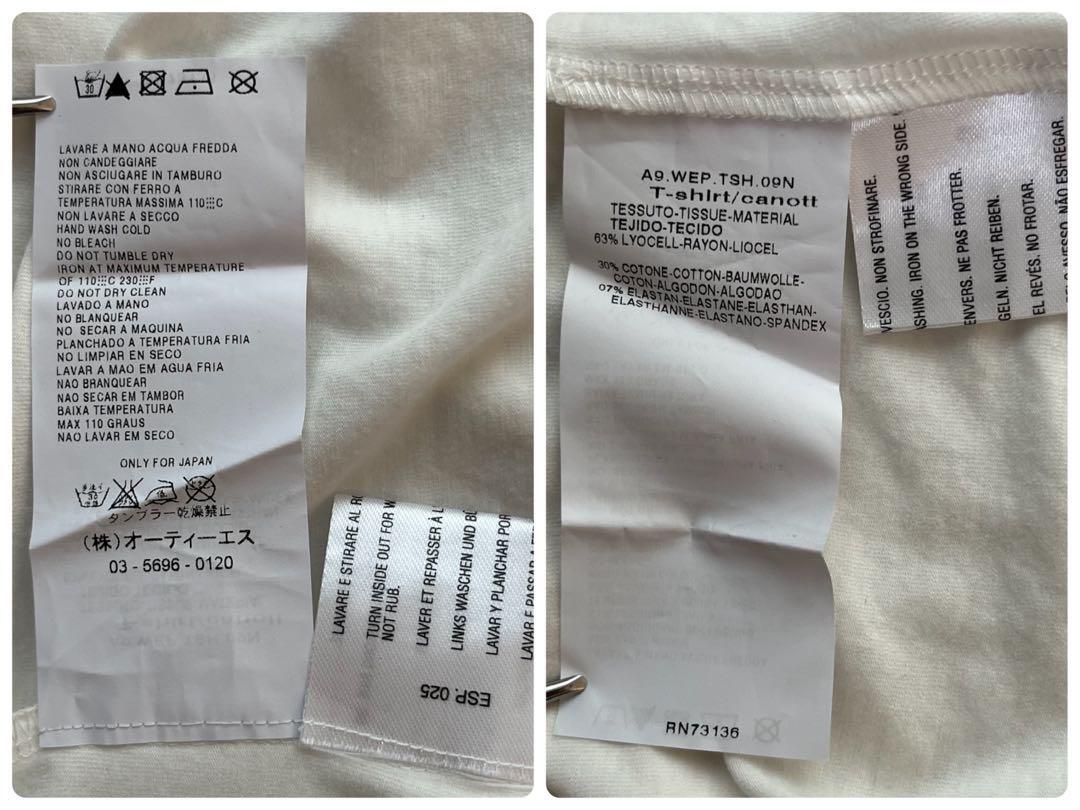 30
LAVARE A MANO ACQUA FREDDA
NON CANDEGGIARE
NON ASCIUGARE IN TAMBURO
STIRARE CON FERRO A
TEMPERATURA MASSIMA 110░C
NON LAVARE A SECCO
HAND WASH COLD
NO BLEACH
DO NOT TUMBLE DRY
IRON AT MAXIMUM TEMPERATURE
OF 110░C 230░F
DO NOT DRY CLEAN
LAVADO A MANO
NO BLANQUEAR
NO SECAR A MAQUINA
PLANCHADO A TEMPERATURA FRIA
NO LIMPIER EN SECO
LAVAR A MAO EM AGUA FRIA
NAO BRANQUEAR
NAO SECAR EM TAMBOR
BAIXA TEMPERATURA
MAX 110 GRAUS
NAO LAVAR EM SECO
ONLY FOR JAPAN
タンブラー乾燥禁止
(株)オーティーエス
03-5696-0120
LAVARE E STIRARE AL
TURN INSIDE OUT FOR
NOT RUB.
LAVER ET REPASSER À
LINKS WASCHEN UND
LAVAR Y PLANCHAR POR
ESP. 025
A9.WEP.TSH.09N
T-shirt/canott
TESSUTO-TISSUE-MATERIAL
TEJIDO-TECIDO
63% LYOCELL-RAYON-LIOCEL
30% COTONE-COTTON-BAUMWOLLE-
COTON-ALGODON-ALGODAO
07% ELASTAN-ELASTANE-ELASTHAN-
ELASTHANNE-ELASTANO-SPANDEX
RN73136
VESCIO. NON STROFINARE.
SHING. IRON ON THE WRONG SIDE.
ENVERS. NE PAS FROTTER.
GELN. NICHT REIBEN.
EL REVÉS. NO FROTAR.
NÃO ESFREGAR.